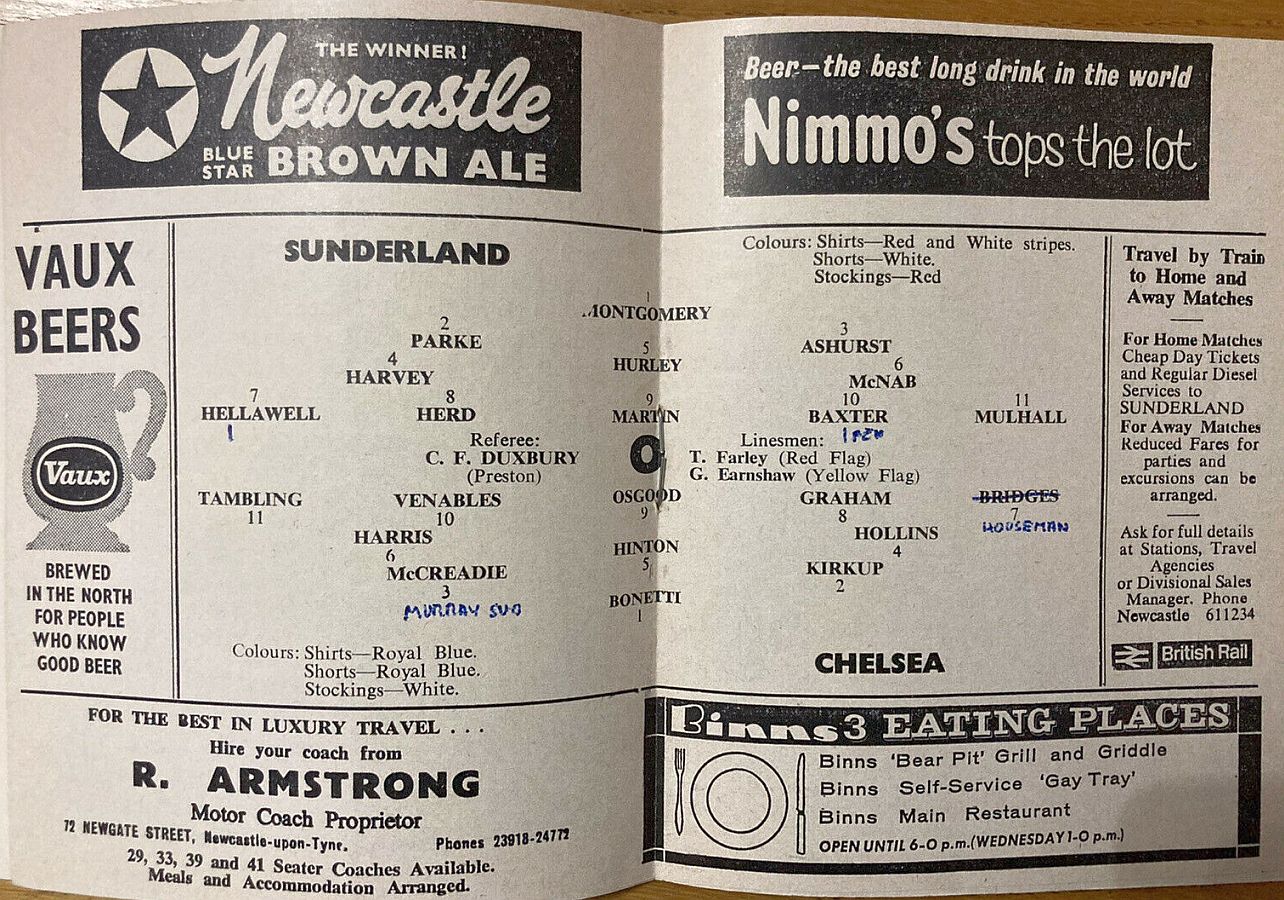 THE WINNER!
Newcastle
BLUE STAR BROWN ALE
Beer—the best long drink in the world
Nimmo's tops the lot
VAUX
BEERS
Vaux
BREWED
IN THE NORTH
FOR PEOPLE
WHO KNOW
GOOD BEER
SUNDERLAND
Colours: Shirts—Red and White stripes.
Shorts—White.
Stockings—Red
1
MONTGOMERY
2 3
PARKE ASHURST
4 5 6
HARVEY HURLEY McNAB
7 8 9 10 11
HELLAWELL HERD MARTIN BAXTER MULHALL
1 1 PEN
Referee: Linesmen:
C. F. DUXBURY T. Farley (Red Flag)
(Preston) G. Earnshaw (Yellow Flag)
O
TAMBLING VENABLES OSGOOD GRAHAM BRIDGES
11 10 9 8 7
HOUSEMAN
HARRIS HINTON HOLLINS
6 5 4
McCREADIE BONETTI KIRKUP
3 1 2
MURRAY SUB
Colours: Shirts—Royal Blue.
Shorts—Royal Blue.
Stockings—White.
CHELSEA
Travel by Train
to Home and
Away Matches
For Home Matches
Cheap Day Tickets
and Regular Diesel
Services to
SUNDERLAND
For Away Matches
Reduced Fares for
parties and
excursions can be
arranged.
Ask for full details
at Stations, Travel
Agencies
or Divisional Sales
Manager. Phone
Newcastle 611234
British Rail
FOR THE BEST IN LUXURY TRAVEL . . .
Hire your coach from
R. ARMSTRONG
Motor Coach Proprietor
72 NEWGATE STREET, Newcastle-upon-Tyne. Phones 23918-24772
29, 33, 39 and 41 Seater Coaches Available.
Meals and Accommodation Arranged.
Binns 3 EATING PLACES
Binns 'Bear Pit' Grill and Griddle
Binns Self-Service 'Gay Tray'
Binns Main Restaurant
OPEN UNTIL 6-0 p.m.(WEDNESDAY 1-0 p.m.)